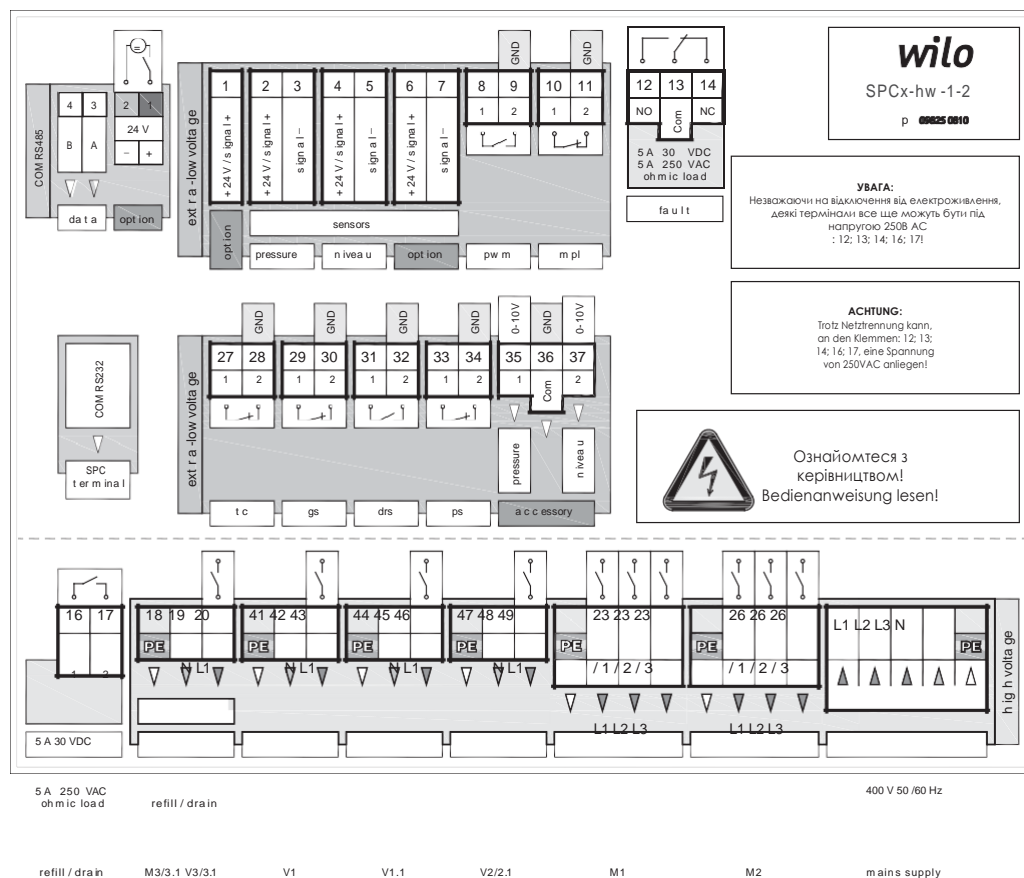 wilo
SPCx-hw -1-2
p 09825 0810
УВАГА:
Незважаючи на відключення від електроживлення,
деякі термінали все ще можуть бути під
напругою 250В AC
: 12; 13; 14; 16; 17!
ACHTUNG:
Trotz Netztrennung kann,
an den Klemmen: 12; 13;
14; 16; 17, eine Spannung
von 250VAC anliegen!
Ознайомтеся з
керівництвом!
Bedienanweisung lesen!
COM RS485
4 3 2 1
B A 24 V
– +
data option
extra-low voltage
GND GND
1 2 3 4 5 6 7 8 9 10 11
1 2 1 2
+ 24 V / signal +
+ 24 V / signal +
signal –
+ 24 V / signal +
signal –
+ 24 V / signal +
signal –
option
sensors
pressure niveau option pwm mpl
12 13 14
NO Com NC
5 A 30 VDC
5 A 250 VAC
ohmic load
fault
COM RS232
SPC
terminal
extra-low voltage
GND GND GND GND 0-10V GND 0-10V
27 28 29 30 31 32 33 34 35 36 37
1 2 1 2 1 2 1 2 1 Com 2
pressure niveau
tc gs drs ps accessory
16 17 18 19 20 41 42 43 44 45 46 47 48 49 23 23 23 26 26 26
L1 L2 L3 N
PE PE PE PE PE PE PE
1 2
N L1 N L1 N L1 N L1 / 1 / 2 / 3 / 1 / 2 / 3
L1 L2 L3 L1 L2 L3
high voltage
5 A 30 VDC
5 A 250 VAC
ohmic load
refill / drain
400 V 50 /60 Hz
refill / drain M3/3.1 V3/3.1 V1 V1.1 V2/2.1 M1 M2 mains supply